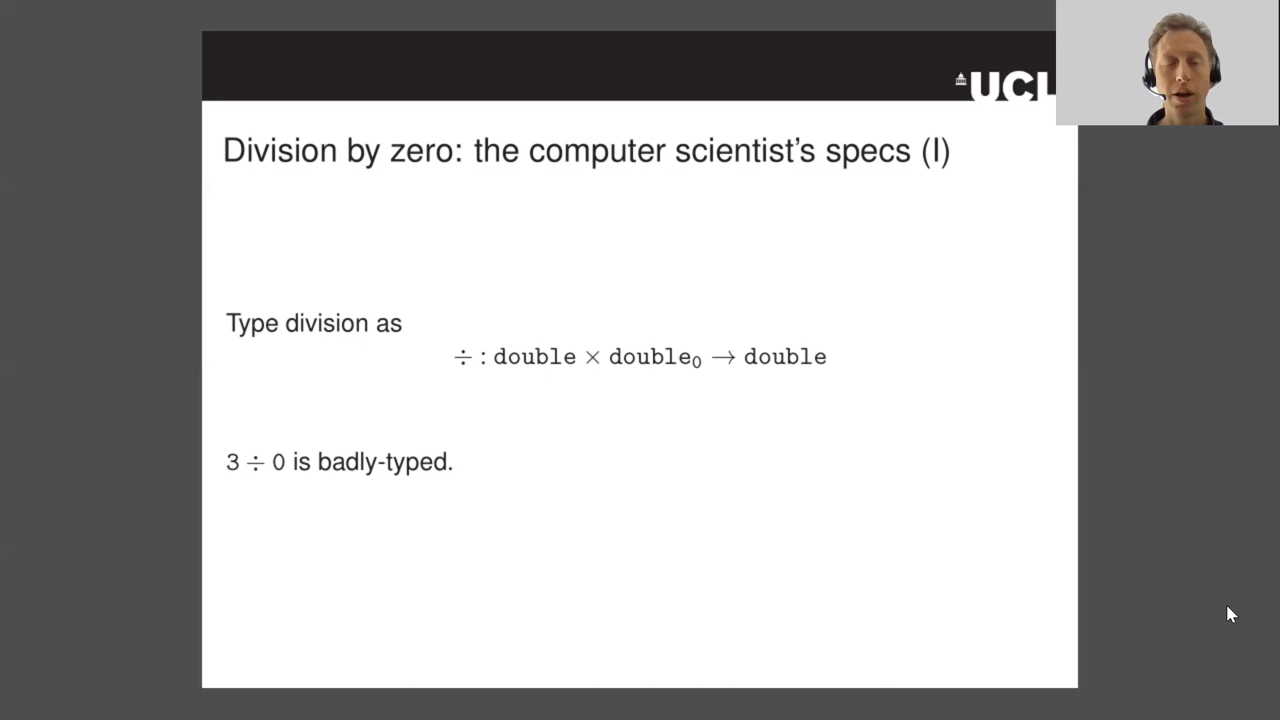 UCL
Division by zero: the computer scientist's specs (I)
Type division as
÷ : double × double₀ → double
3 ÷ 0 is badly-typed.